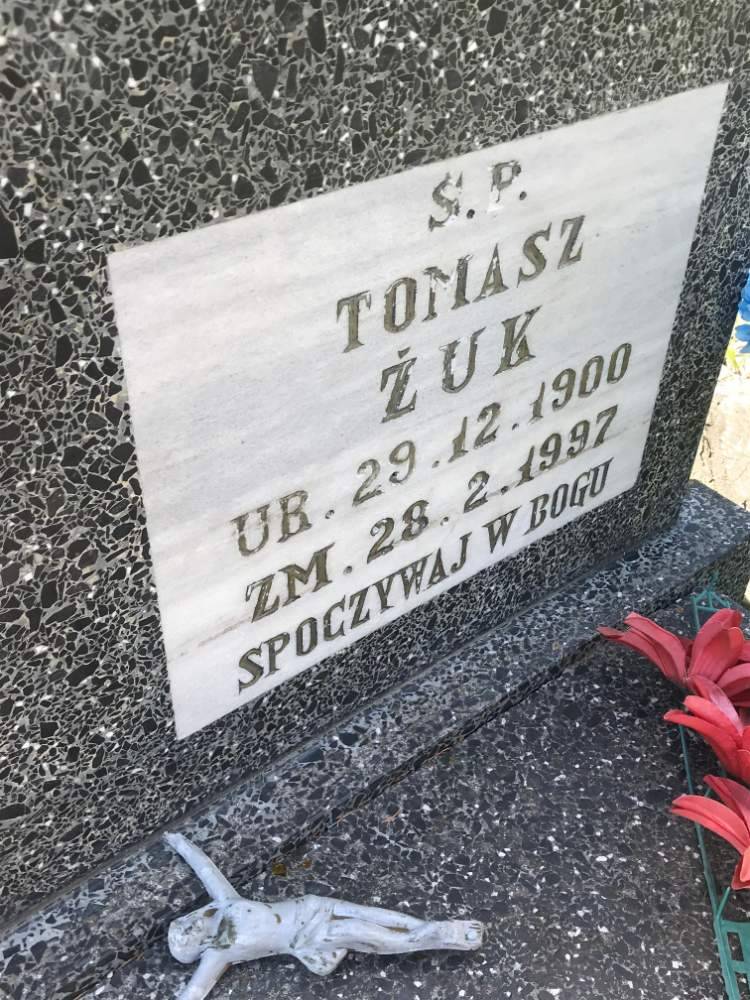 Ś. P.
TOMASZ
ŻUK
UR. 29.12.1900
ZM. 28.2.1997
SPOCZYWAJ W BOGU